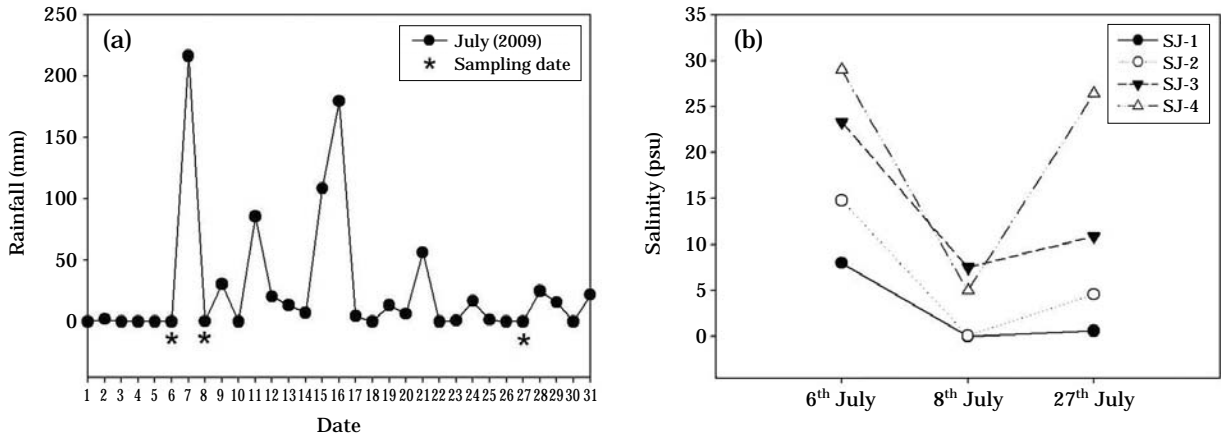 (a)
July (2009)
* Sampling date
Rainfall (mm)
250
200
150
100
50
0
* * *
1 2 3 4 5 6 7 8 9 10 11 12 13 14 15 16 17 18 19 20 21 22 23 24 25 26 27 28 29 30 31
Date
(b)
SJ-1
SJ-2
SJ-3
SJ-4
Salinity (psu)
35
30
25
20
15
10
5
0
6th July 8th July 27th July